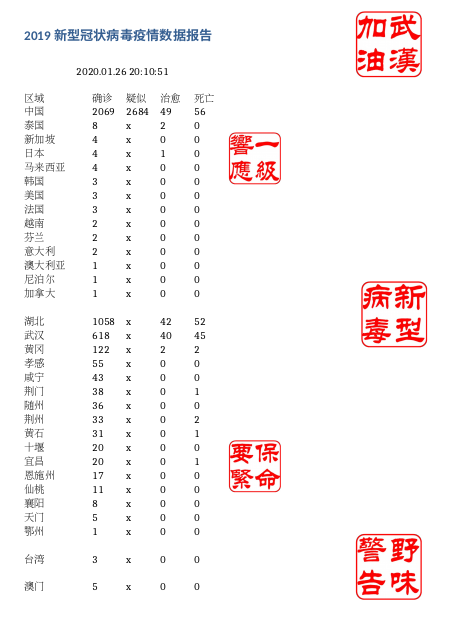 2019 新型冠状病毒疫情数据报告
2020.01.26 20:10:51
区域 确诊 疑似 治愈 死亡
中国 2069 2684 49 56
泰国 8 x 2 0
新加坡 4 x 0 0
日本 4 x 1 0
马来西亚 4 x 0 0
韩国 3 x 0 0
美国 3 x 0 0
法国 3 x 0 0
越南 2 x 0 0
芬兰 2 x 0 0
意大利 2 x 0 0
澳大利亚 1 x 0 0
尼泊尔 1 x 0 0
加拿大 1 x 0 0
湖北 1058 x 42 52
武汉 618 x 40 45
黄冈 122 x 2 2
孝感 55 x 0 0
咸宁 43 x 0 0
荆门 38 x 0 1
随州 36 x 0 0
荆州 33 x 0 2
黄石 31 x 0 1
十堰 20 x 0 0
宜昌 20 x 0 1
恩施州 17 x 0 0
仙桃 11 x 0 0
襄阳 8 x 0 0
天门 5 x 0 0
鄂州 1 x 0 0
台湾 3 x 0 0
澳门 5 x 0 0
武漢
加油
一級
響應
新型
病毒
保命
要緊
野味
警告